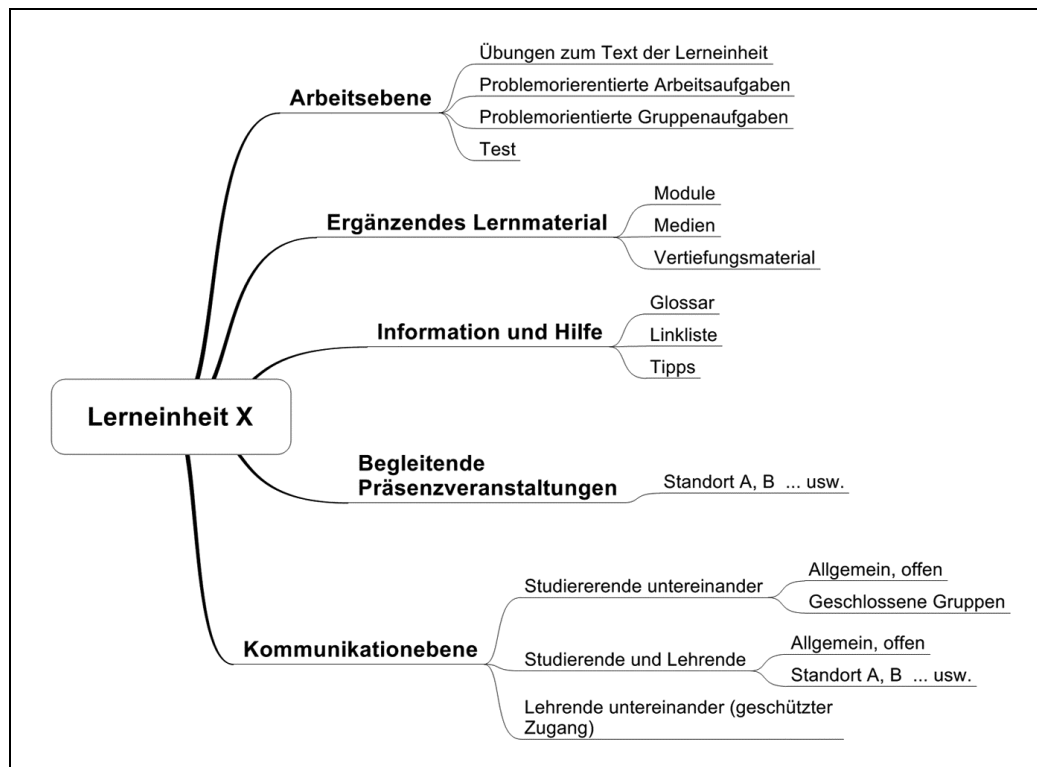 Übungen zum Text der Lerneinheit
Arbeitsebene
Problemorierentierte Arbeitsaufgaben
Problemorientierte Gruppenaufgaben
Test
Module
Ergänzendes Lernmaterial
Medien
Vertiefungsmaterial
Glossar
Information und Hilfe
Linkliste
Tipps
Lerneinheit X
Begleitende
Präsenzveranstaltungen
Standort A, B ... usw.
Kommunikationebene
Studiererende untereinander
Allgemein, offen
Geschlossene Gruppen
Studierende und Lehrende
Allgemein, offen
Standort A, B ... usw.
Lehrende untereinander (geschützter
Zugang)